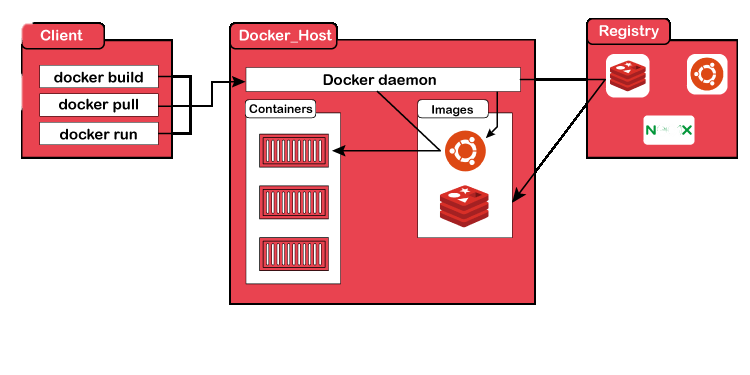 Client
docker build
docker pull
docker run
Docker_Host
Docker daemon
Containers
Images
Registry